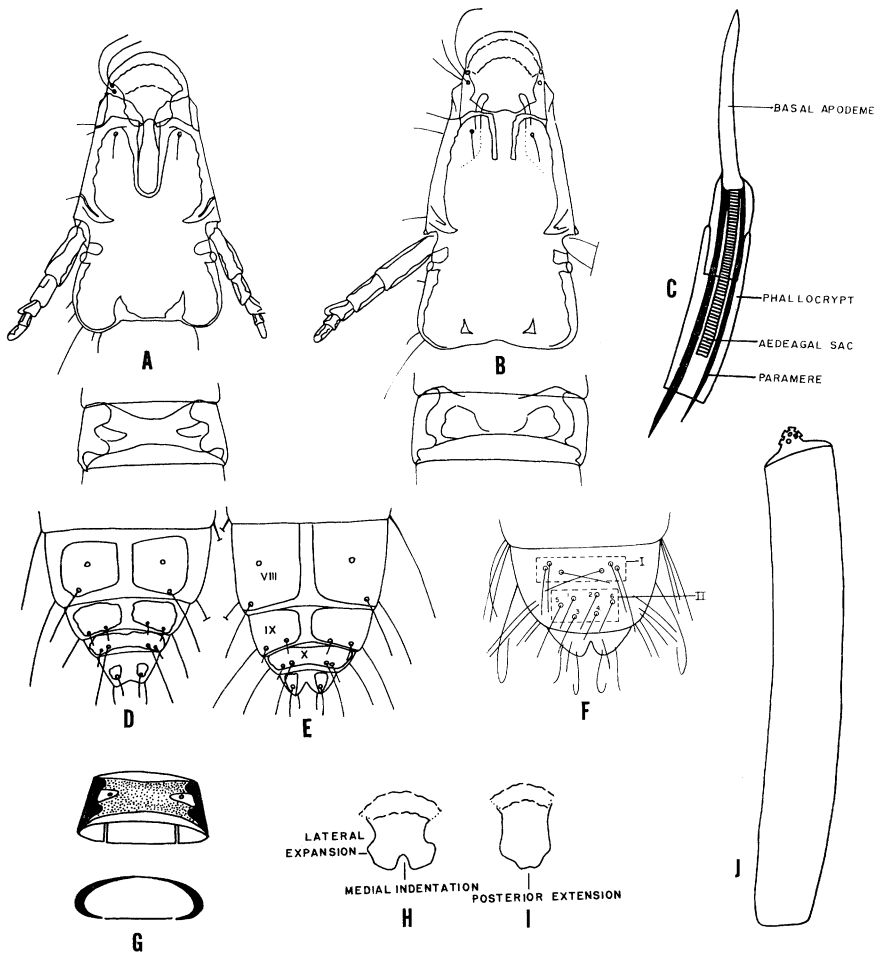 A
B
C
BASAL APODEME
PHALLOCRYPT
AEDEAGAL SAC
PARAMERE
D
VIII
IX
X
E
I
II
1
2
3
4
5
6
F
G
LATERAL
EXPANSION
MEDIAL INDENTATION
H
POSTERIOR EXTENSION
I
J